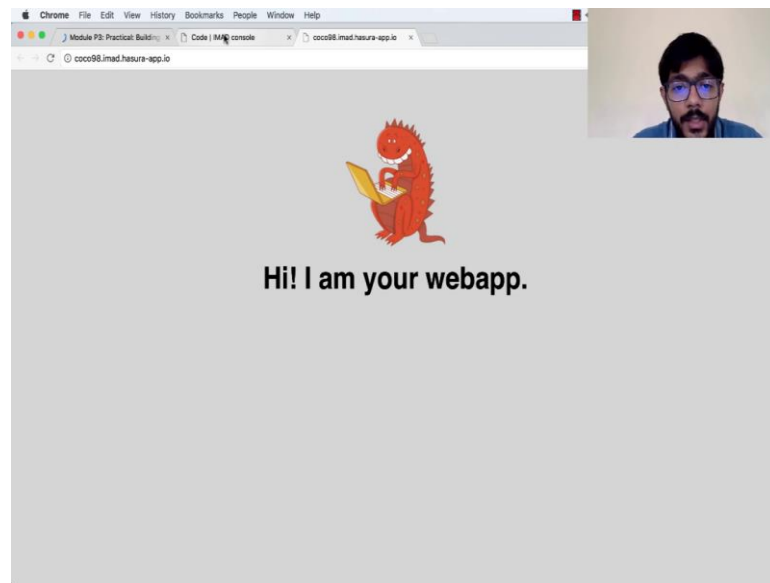 Chrome File Edit View History Bookmarks People Window Help
Module P3: Practical: Building
Code | IMAD console
coco98.imad.hasura-app.io
coco98.imad.hasura-app.io
Hi! I am your webapp.